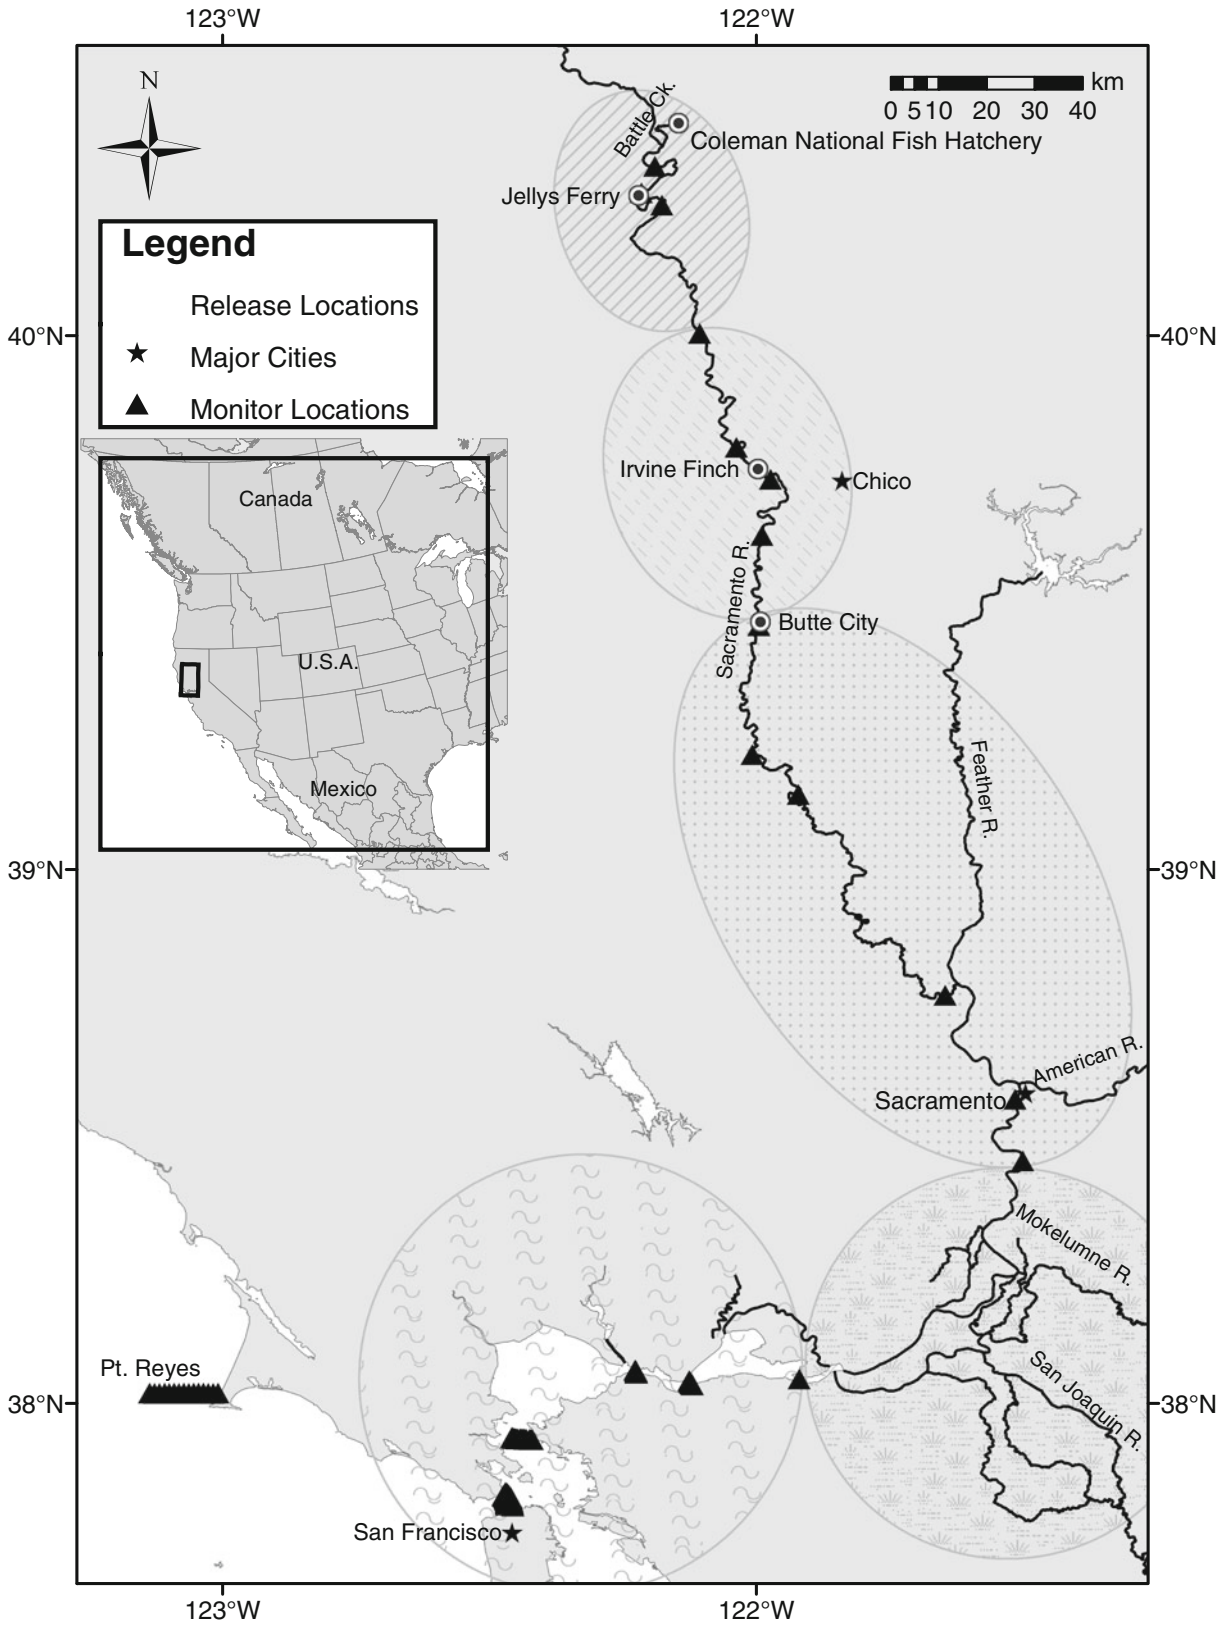 123°W 122°W
N
km
0 5 10 20 30 40
Battle Ck.
Coleman National Fish Hatchery
Jellys Ferry
Legend
Release Locations
Major Cities
Monitor Locations
40°N 40°N
Irvine Finch
Chico
Canada
U.S.A.
Mexico
Sacramento R.
Butte City
Feather R.
39°N 39°N
American R.
Sacramento
Mokelumne R.
San Joaquin R.
Pt. Reyes
38°N 38°N
San Francisco
123°W 122°W